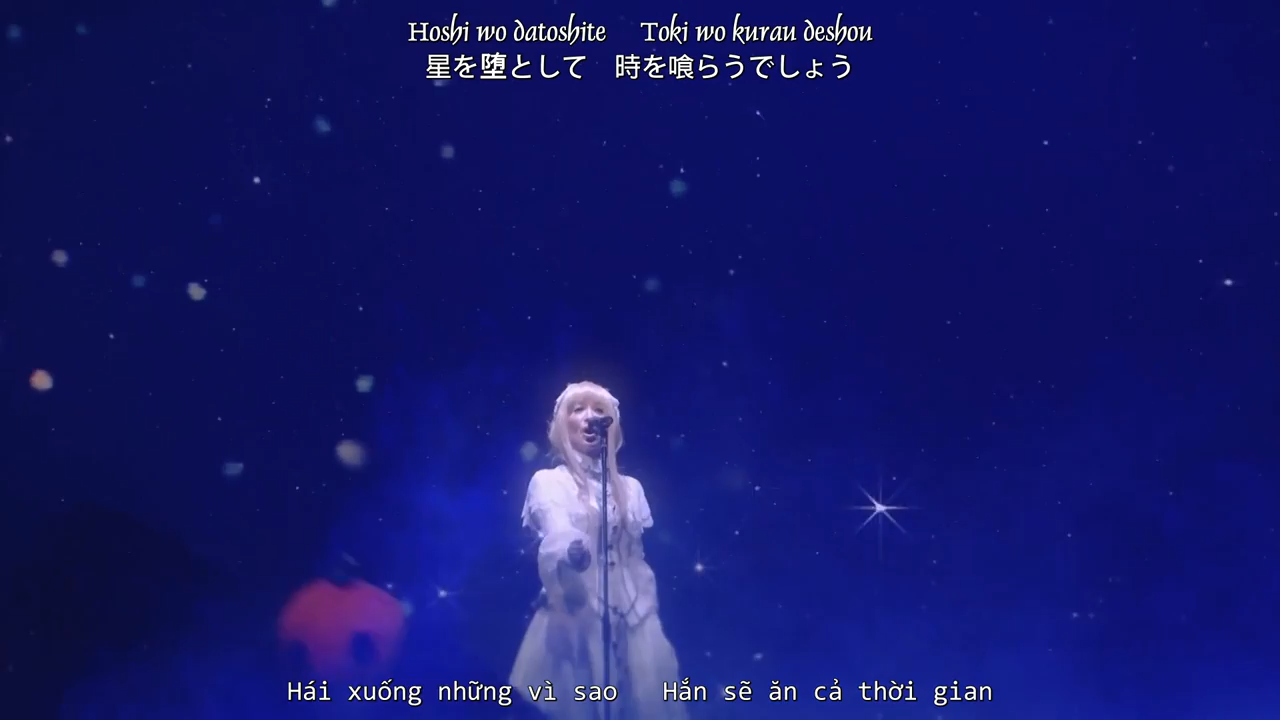 Hoshi wo datoshite Toki wo kurau deshou
星を堕として 時を喰らうでしょう
Hái xuống những vì sao Hắn sẽ ăn cả thời gian